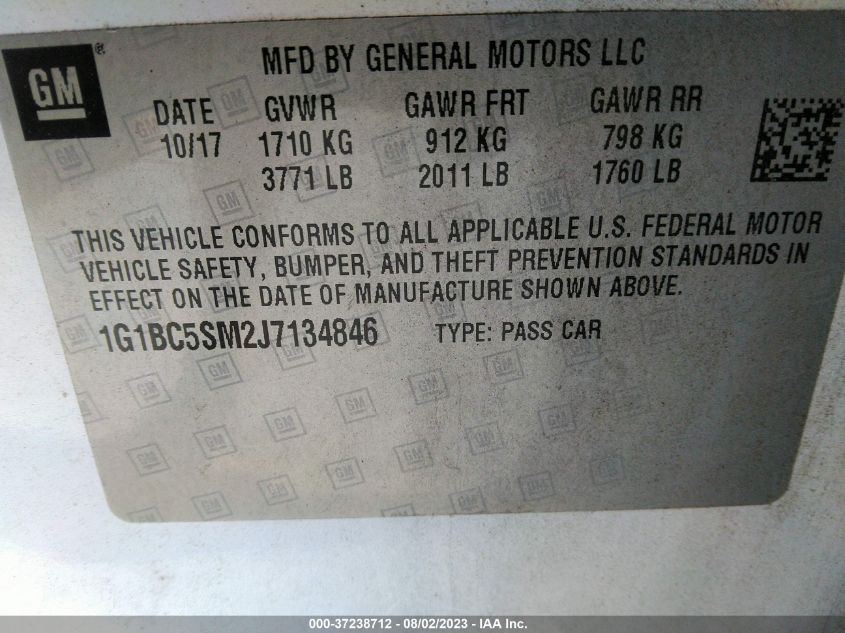 GM®
MFD BY GENERAL MOTORS LLC
DATE GVWR GAWR FRT GAWR RR
10/17 1710 KG 912 KG 798 KG
3771 LB 2011 LB 1760 LB
THIS VEHICLE CONFORMS TO ALL APPLICABLE U.S. FEDERAL MOTOR
VEHICLE SAFETY, BUMPER, AND THEFT PREVENTION STANDARDS IN
EFFECT ON THE DATE OF MANUFACTURE SHOWN ABOVE.
1G1BC5SM2J7134846 TYPE: PASS CAR
000-37238712 - 08/02/2023 - IAA Inc.